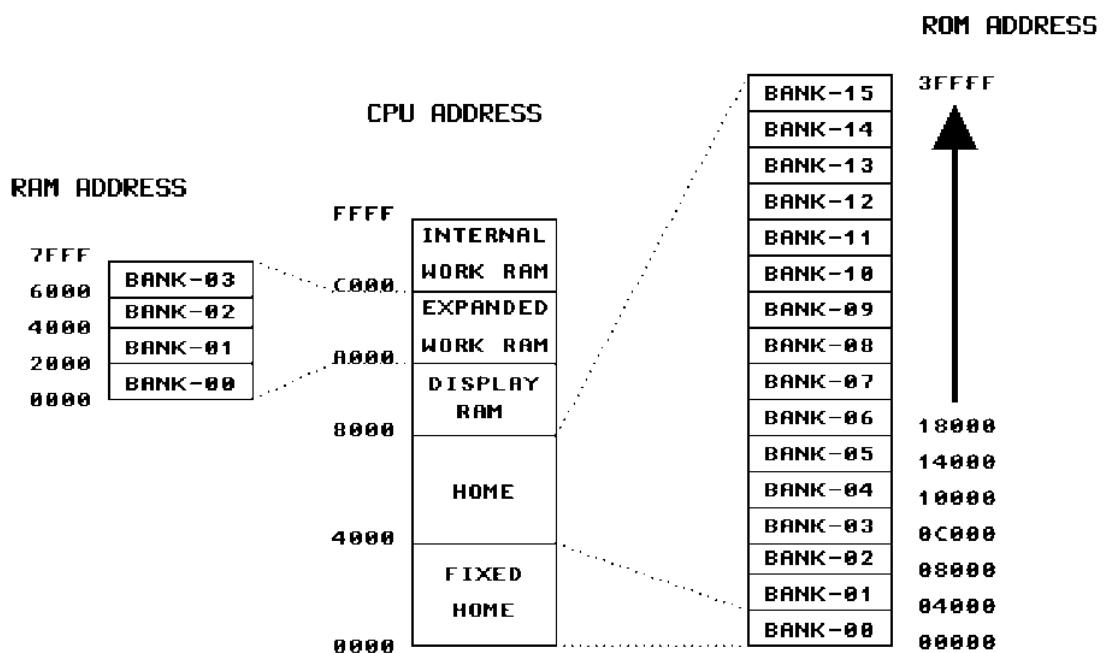 ROM ADDRESS
CPU ADDRESS
RAM ADDRESS
7FFF
6000
4000
2000
0000
BANK-03
BANK-02
BANK-01
BANK-00
FFFF
C000
A000
8000
4000
0000
INTERNAL
WORK RAM
EXPANDED
WORK RAM
DISPLAY
RAM
HOME
FIXED
HOME
BANK-15
BANK-14
BANK-13
BANK-12
BANK-11
BANK-10
BANK-09
BANK-08
BANK-07
BANK-06
BANK-05
BANK-04
BANK-03
BANK-02
BANK-01
BANK-00
3FFFF
18000
14000
10000
0C000
08000
04000
00000